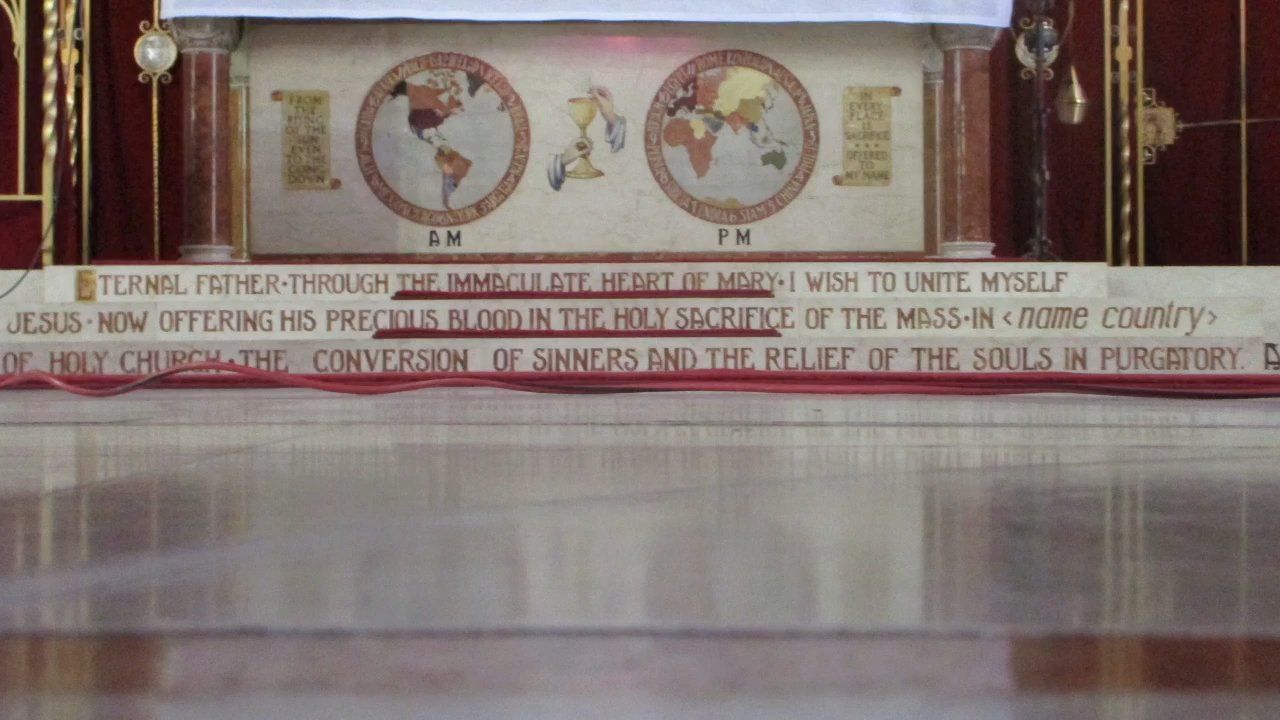 FROM
THE
RISING
OF THE
SUN
EVEN
TO THE
GOING
DOWN
IN
EVERY
PLACE
IS
SACRIFICE
OFFERED
TO
MY NAME
AM
PM
ETERNAL FATHER·THROUGH THE IMMACULATE HEART OF MARY·I WISH TO UNITE MYSELF
JESUS·NOW OFFERING HIS PRECIOUS BLOOD IN THE HOLY SACRIFICE OF THE MASS·IN <name country>
OF HOLY CHURCH·THE CONVERSION OF SINNERS AND THE RELIEF OF THE SOULS IN PURGATORY.